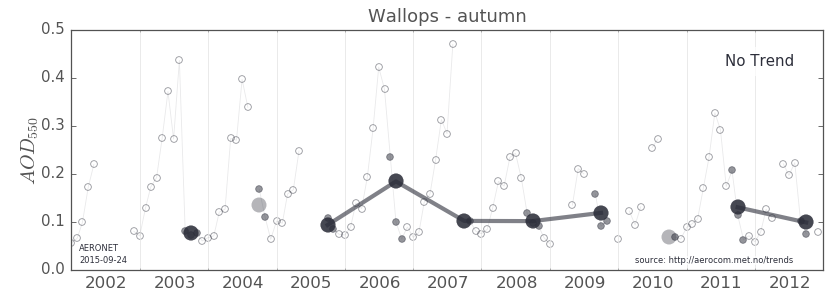 Wallops - autumn
0.5
0.4
0.3
0.2
0.1
0.0
AOD550
No Trend
AERONET
2015-09-24
source: http://aerocom.met.no/trends
2002 2003 2004 2005 2006 2007 2008 2009 2010 2011 2012